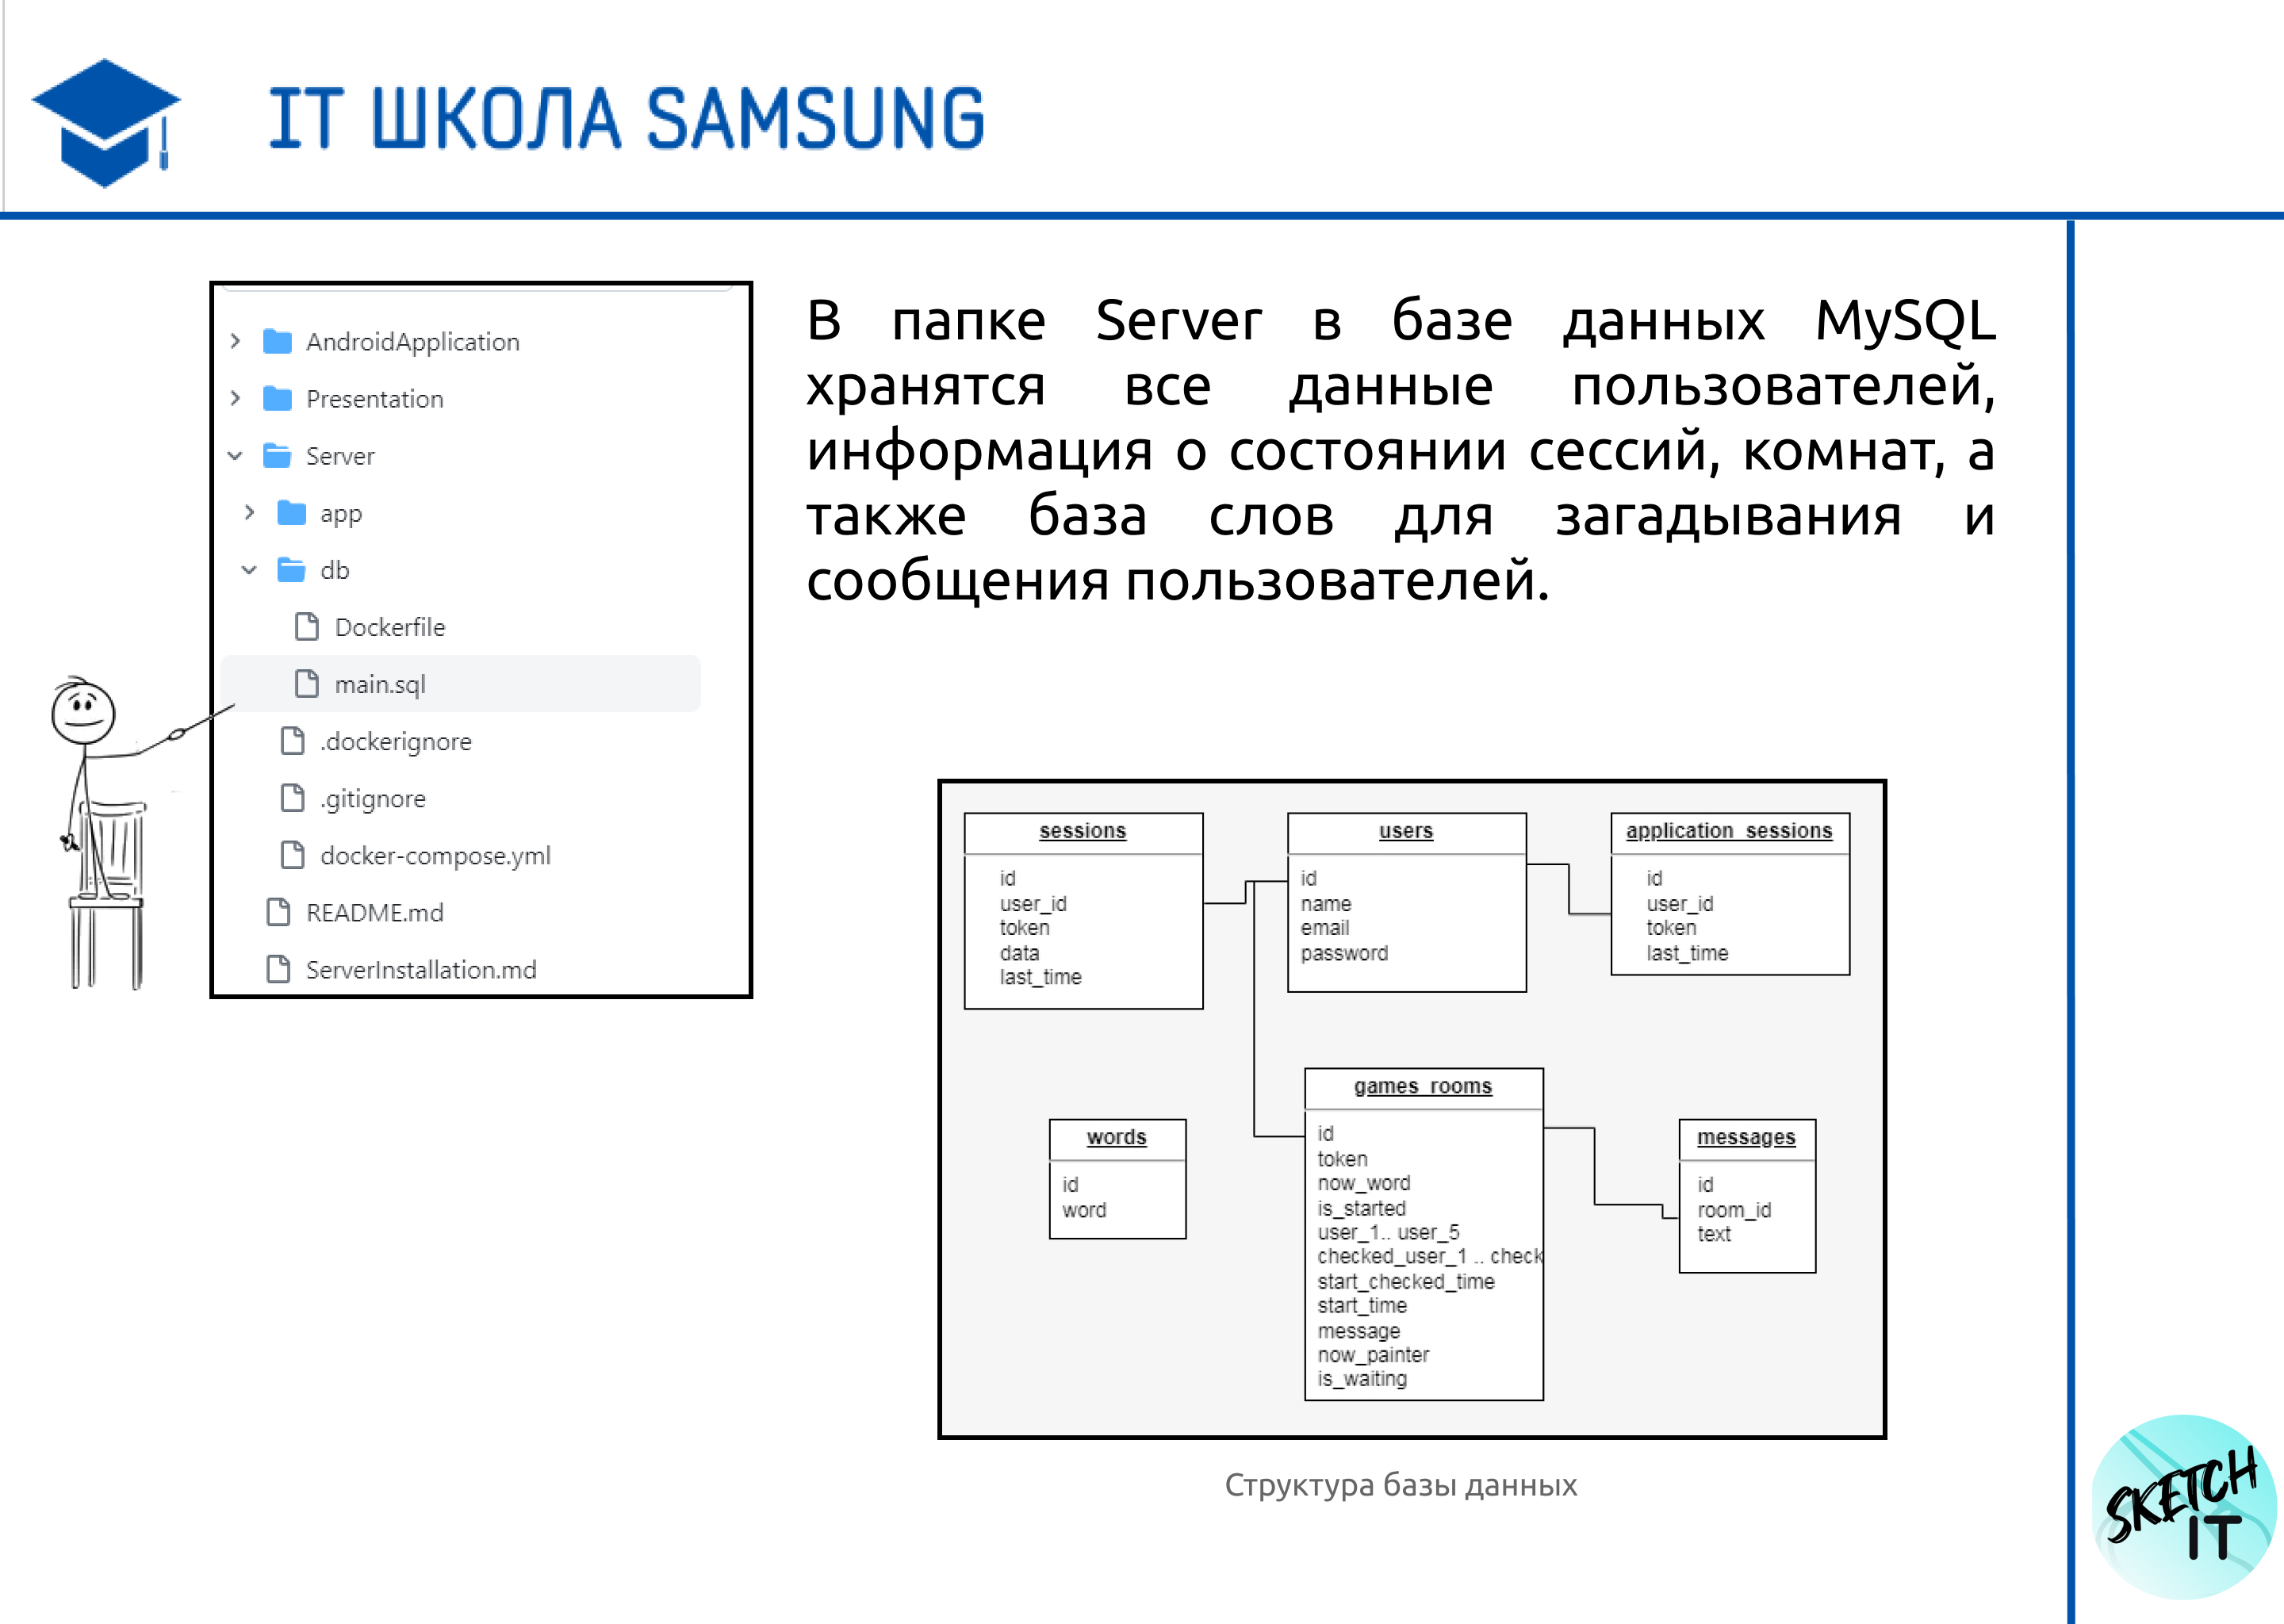 IT ШКОЛА SAMSUNG
AndroidApplication
Presentation
Server
app
db
Dockerfile
main.sql
.dockerignore
.gitignore
docker-compose.yml
README.md
ServerInstallation.md
В папке Server в базе данных MySQL
хранятся все данные пользователей,
информация о состоянии сессий, комнат, а
также база слов для загадывания и
сообщения пользователей.
sessions
id
user_id
token
data
last_time
users
id
name
email
password
application_sessions
id
user_id
token
last_time
words
id
word
games_rooms
id
token
now_word
is_started
user_1.. user_5
checked_user_1 .. check
start_checked_time
start_time
message
now_painter
is_waiting
messages
id
room_id
text
Структура базы данных
SKETCH
IT